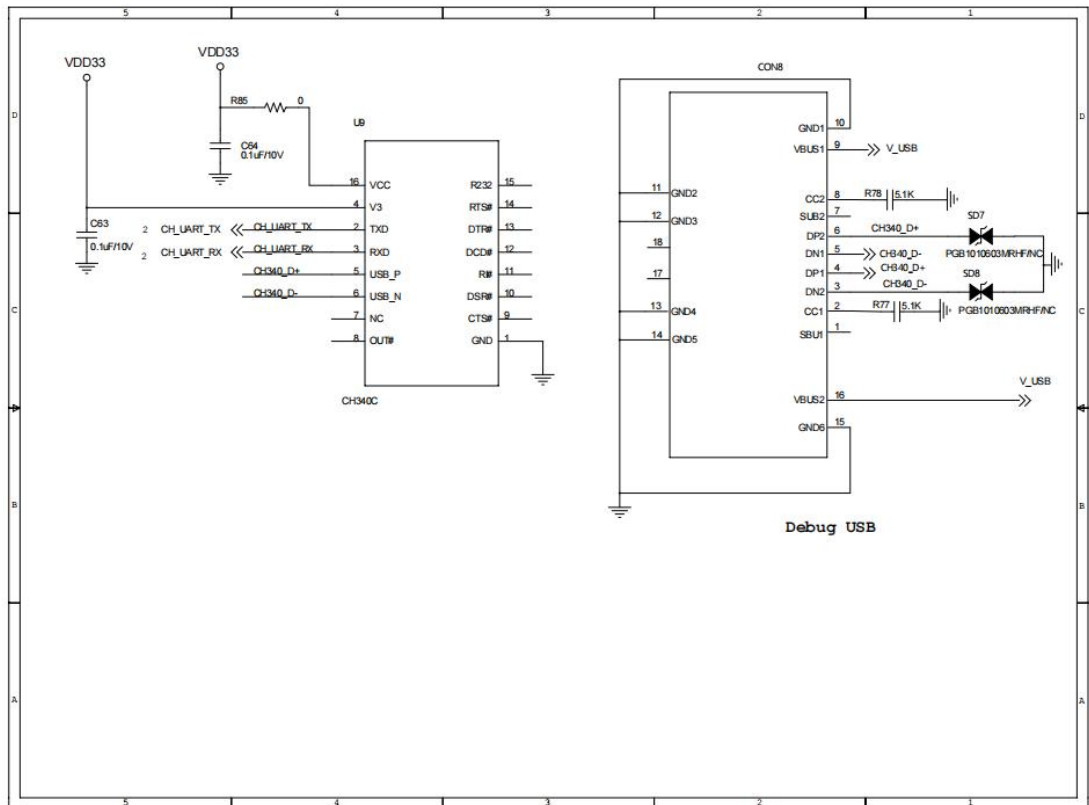 5 4 3 2 1
D
C
B
A
D
C
B
A
VDD33
VDD33
R85 0
C64
0.1uF/10V
C63
0.1uF/10V
U9
16 VCC
4 V3
2 CH_UART_TX CH_UART_TX 2 TXD
2 CH_UART_RX CH_UART_RX 3 RXD
CH340_D+ 5 USB_P
CH340_D- 6 USB_N
7 NC
8 OUT#
R232 15
RTS# 14
DTR# 13
DCD# 12
RI# 11
DSR# 10
CTS# 9
GND 1
CH340C
CON8
GND1 10
VBUS1 9 V_USB
11 GND2
12 GND3
18
17
13 GND4
14 GND5
CC2 8 R78 5.1K
SUB2 7
DP2 6 CH340_D+ SD7
PGB1010603MRHF/NC
DN1 5 CH340_D-
DP1 4 CH340_D+
DN2 3 CH340_D- SD8
PGB1010603MRHF/NC
CC1 2 R77 5.1K
SBU1 1
VBUS2 16 V_USB
GND6 15
Debug USB
5 4 3 2 1